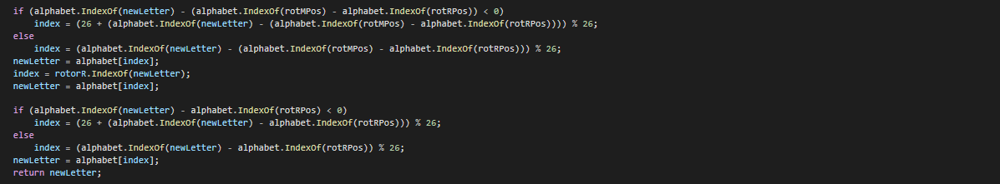 if (alphabet.IndexOf(newLetter) - (alphabet.IndexOf(rotMPos) - alphabet.IndexOf(rotRPos)) < 0)
    index = (26 + (alphabet.IndexOf(newLetter) - (alphabet.IndexOf(rotMPos) - alphabet.IndexOf(rotRPos)))) % 26;
else
    index = (alphabet.IndexOf(newLetter) - (alphabet.IndexOf(rotMPos) - alphabet.IndexOf(rotRPos))) % 26;
newLetter = alphabet[index];
index = rotorR.IndexOf(newLetter);
newLetter = alphabet[index];

if (alphabet.IndexOf(newLetter) - alphabet.IndexOf(rotRPos) < 0)
    index = (26 + (alphabet.IndexOf(newLetter) - alphabet.IndexOf(rotRPos))) % 26;
else
    index = (alphabet.IndexOf(newLetter) - alphabet.IndexOf(rotRPos)) % 26;
newLetter = alphabet[index];
return newLetter;